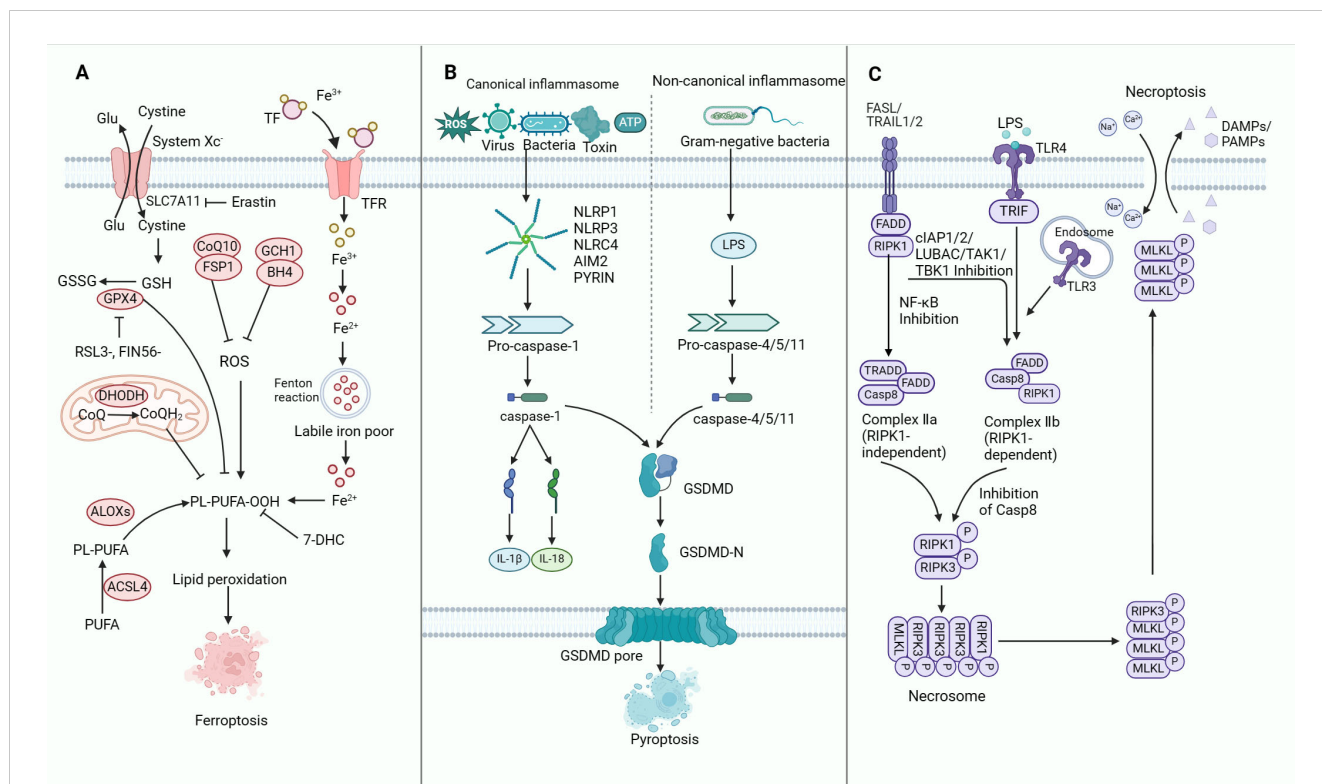 A
Fe³⁺
TF
Cystine
Glu
System Xc⁻
SLC7A11
Erastin
TFR
Glu
Cystine
CoQ10
FSP1
GCH1
BH4
Fe³⁺
GSSG
GSH
GPX4
RSL3-, FIN56-
ROS
Fe²⁺
Fenton
reaction
DHODH
CoQ
CoQH₂
Labile iron poor
PL-PUFA-OOH
Fe²⁺
ALOXs
7-DHC
PL-PUFA
ACSL4
PUFA
Lipid peroxidation
Ferroptosis
B
Canonical inflammasome
Non-canonical inflammasome
ROS
Virus
Bacteria
Toxin
ATP
Gram-negative bacteria
NLRP1
NLRP3
NLRC4
AIM2
PYRIN
LPS
Pro-caspase-1
Pro-caspase-4/5/11
caspase-1
caspase-4/5/11
GSDMD
IL-1β
IL-18
GSDMD-N
GSDMD pore
Pyroptosis
C
Necroptosis
FASL/
TRAIL1/2
LPS
TLR4
Na⁺
Ca²⁺
DAMPs/
PAMPs
TRIF
FADD
RIPK1
Na⁺
Ca²⁺
cIAP1/2/
LUBAC/TAK1/
TBK1 Inhibition
Endosome
TLR3
MLKL
P
MLKL
P
MLKL
P
NF-κB
Inhibition
TRADD
FADD
Casp8
FADD
Casp8
RIPK1
Complex IIa
(RIPK1-
independent)
Complex IIb
(RIPK1-
dependent)
Inhibition
of Casp8
RIPK1
P
RIPK3
P
MLKL
RIPK3
RIPK3
RIPK3
RIPK1
P
P
P
P
P
Necrosome
RIPK3
P
MLKL
P
MLKL
P
MLKL
P